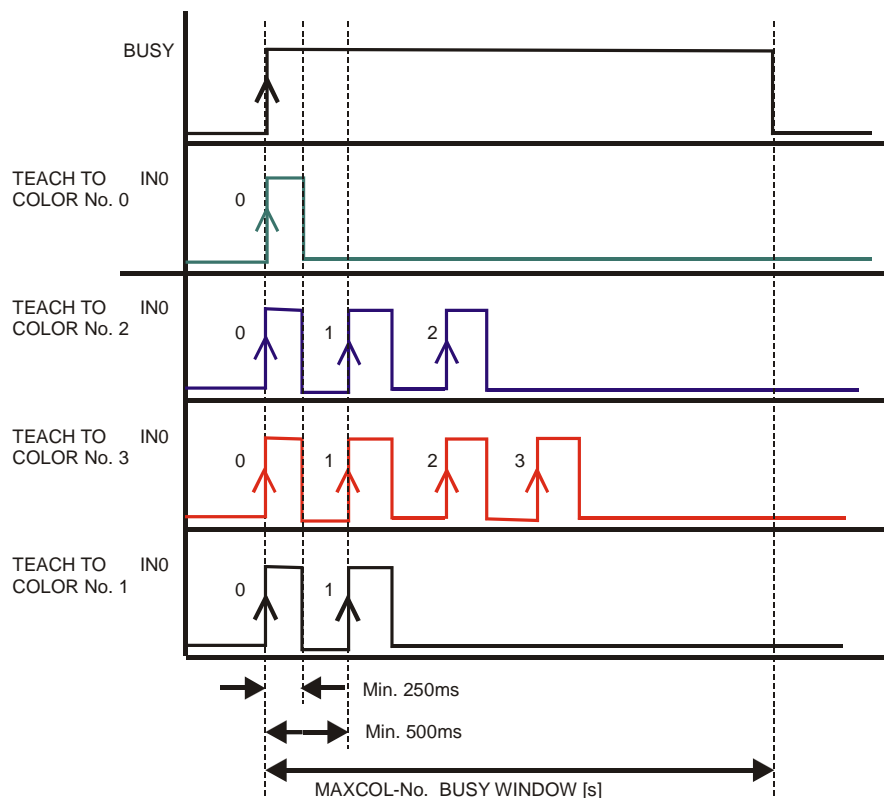 BUSY
TEACH TO IN0
COLOR No. 0
0
TEACH TO IN0
COLOR No. 2
0 1 2
TEACH TO IN0
COLOR No. 3
0 1 2 3
TEACH TO IN0
COLOR No. 1
0 1
Min. 250ms
Min. 500ms
MAXCOL-No. BUSY WINDOW [s]